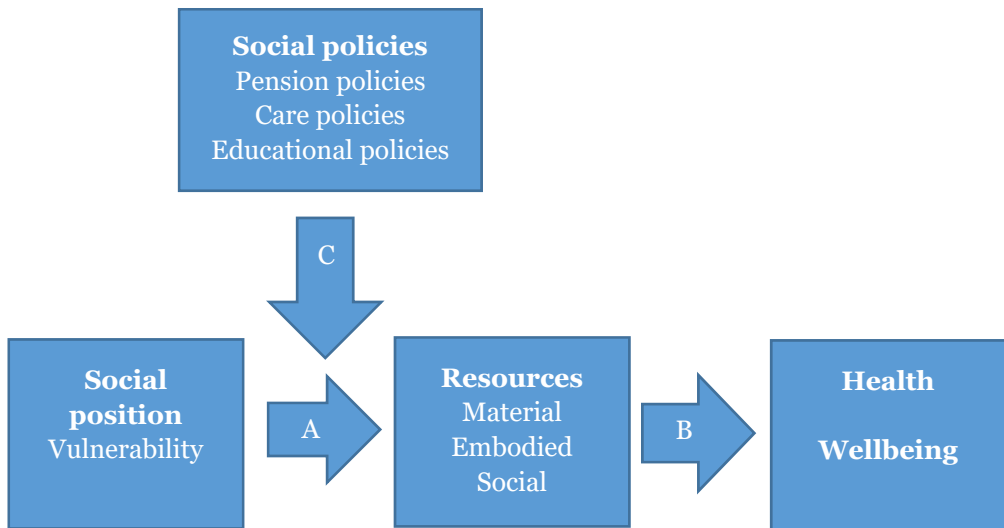 Social policies
Pension policies
Care policies
Educational policies
C
Social
position
Vulnerability
A
Resources
Material
Embodied
Social
B
Health
Wellbeing